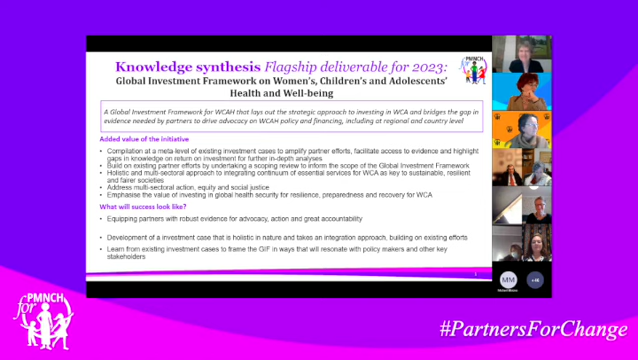 Knowledge synthesis Flagship deliverable for 2023:
Global Investment Framework on Women's, Children's and Adolescents'
Health and Well-being
PMNCH
for
A Global Investment Framework for WCAH that lays out the strategic approach to investing in WCA and bridges the gap in
evidence needed by partners to drive advocacy on WCAH policy and financing, including at regional and country level
Added value of the initiative
• Compilation at a meta level of existing investment cases to amplify partner efforts, facilitate access to evidence and highlight
gaps in knowledge on return on investment for further in-depth analyses
• Build on existing partner efforts by undertaking a scoping review to inform the scope of the Global Investment Framework
• Holistic and multi-sectoral approach to integrating continuum of essential services for WCA as key to sustainable, resilient
and fairer societies
• Address multi-sectoral action, equity and social justice
• Emphasise the value of investing in global health security for resilience, preparedness and recovery for WCA
What will success look like?
• Equipping partners with robust evidence for advocacy, action and great accountability
• Development of a investment case that is holistic in nature and takes an integration approach, building on existing efforts
• Learn from existing investment cases to frame the GIF in ways that will resonate with policy makers and other key
stakeholders
MM
PMNCH
for
#PartnersForChange